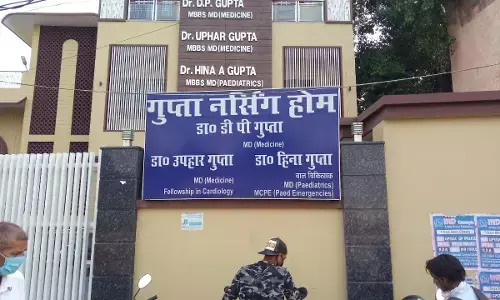 Dr. D.P. GUPTA
MBBS MD(MEDICINE)
Dr. UPHAR GUPTA
MBBS MD(MEDICINE)
Dr. HINA A GUPTA
MBBS MD(PAEDIATRICS)
गुप्ता नर्सिंग होम
डा० डी पी गुप्ता
MD (Medicine)
डा० उपहार गुप्ता
MD (Medicine)
Fellowship in Cardiology
डा० हिना गुप्ता
बाल चिकित्सक
MD (Paediatrics)
MCPE (Paed Emergencies)